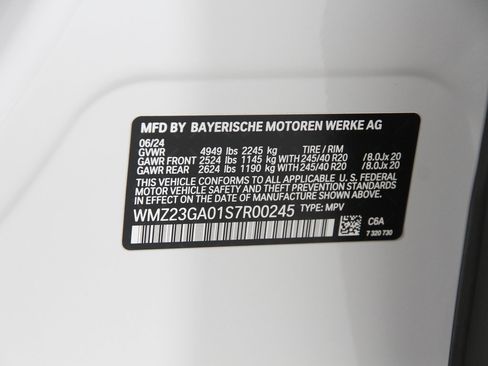 MFD BY BAYERISCHE MOTOREN WERKE AG
06/24
GVWR 4949 lbs 2245 kg TIRE / RIM
GAWR FRONT 2524 lbs 1145 kg WITH 245/40 R20 /8.0Jx 20
GAWR REAR 2624 lbs 1190 kg WITH 245/40 R20 /8.0Jx 20
THIS VEHICLE CONFORMS TO ALL APPLICABLE U.S. FEDERAL
MOTOR VEHICLE SAFETY, BUMPER, AND THEFT PREVENTION
STANDARDS IN EFFECT ON THE DATE OF MANUFACTURE
SHOWN ABOVE.
WMZ23GA01S7R00245 TYPE: MPV
C6A
7 320 730